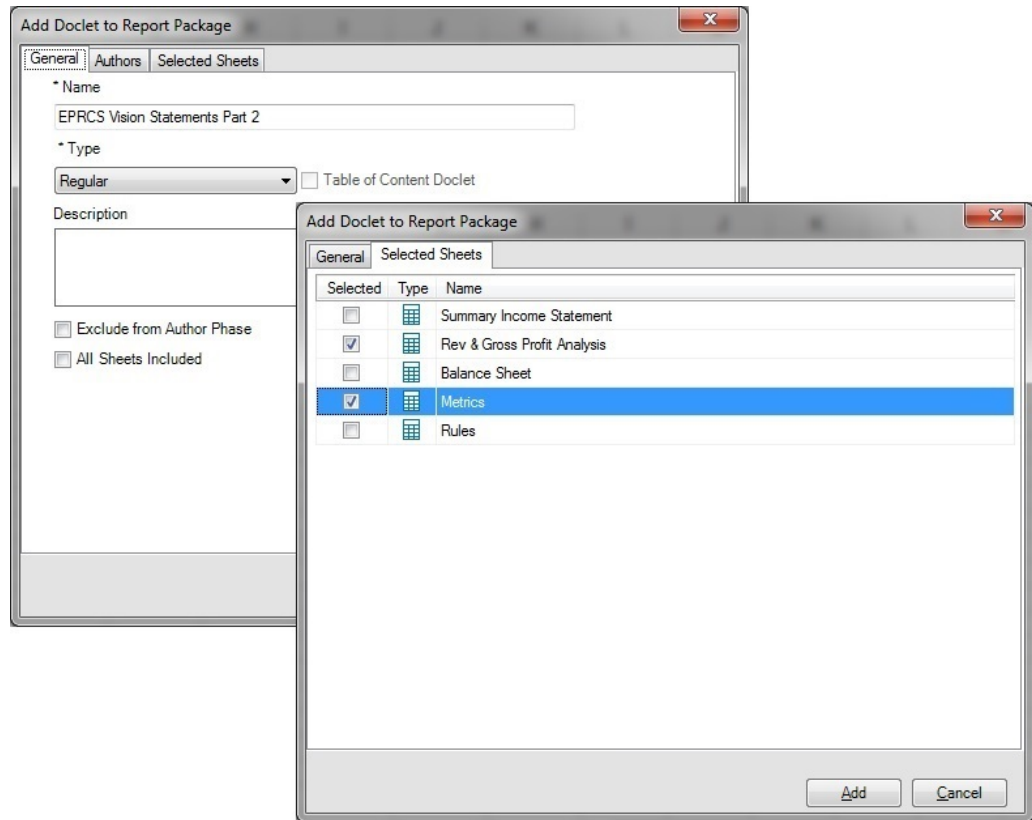 Add Doclet to Report Package
General Authors Selected Sheets
* Name
EPRCS Vision Statements Part 2
* Type
Regular Table of Content Doclet
Description
Exclude from Author Phase
All Sheets Included
Add Doclet to Report Package
General Selected Sheets
Selected Type Name
Summary Income Statement
Rev & Gross Profit Analysis
Balance Sheet
Metrics
Rules
Add Cancel